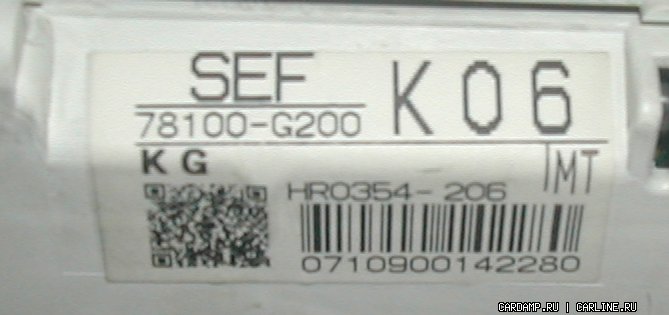 SEF K06
78100-G200
KG MT
HR0354-206
0710900142280
CARDAMP.RU | CARLINE.RU